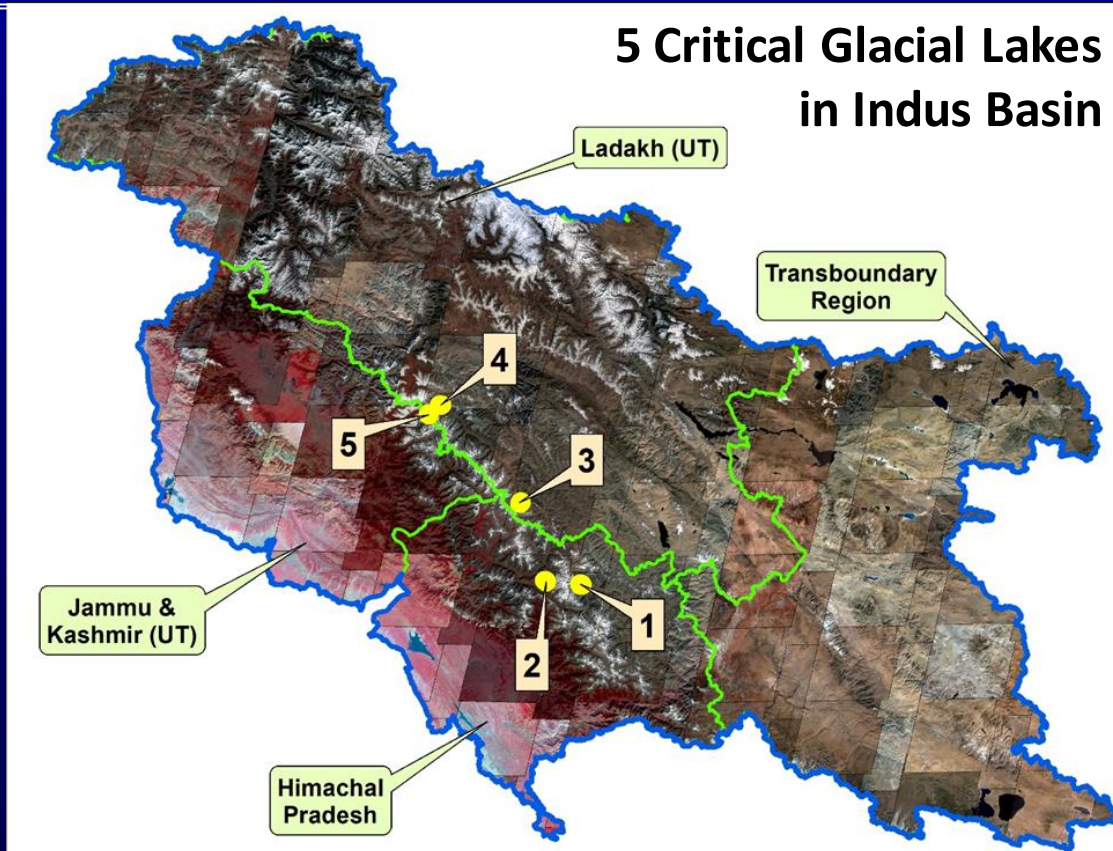 5 Critical Glacial Lakes
in Indus Basin
Ladakh (UT)
Transboundary
Region
4
5
3
Jammu &
Kashmir (UT)
1
2
Himachal
Pradesh